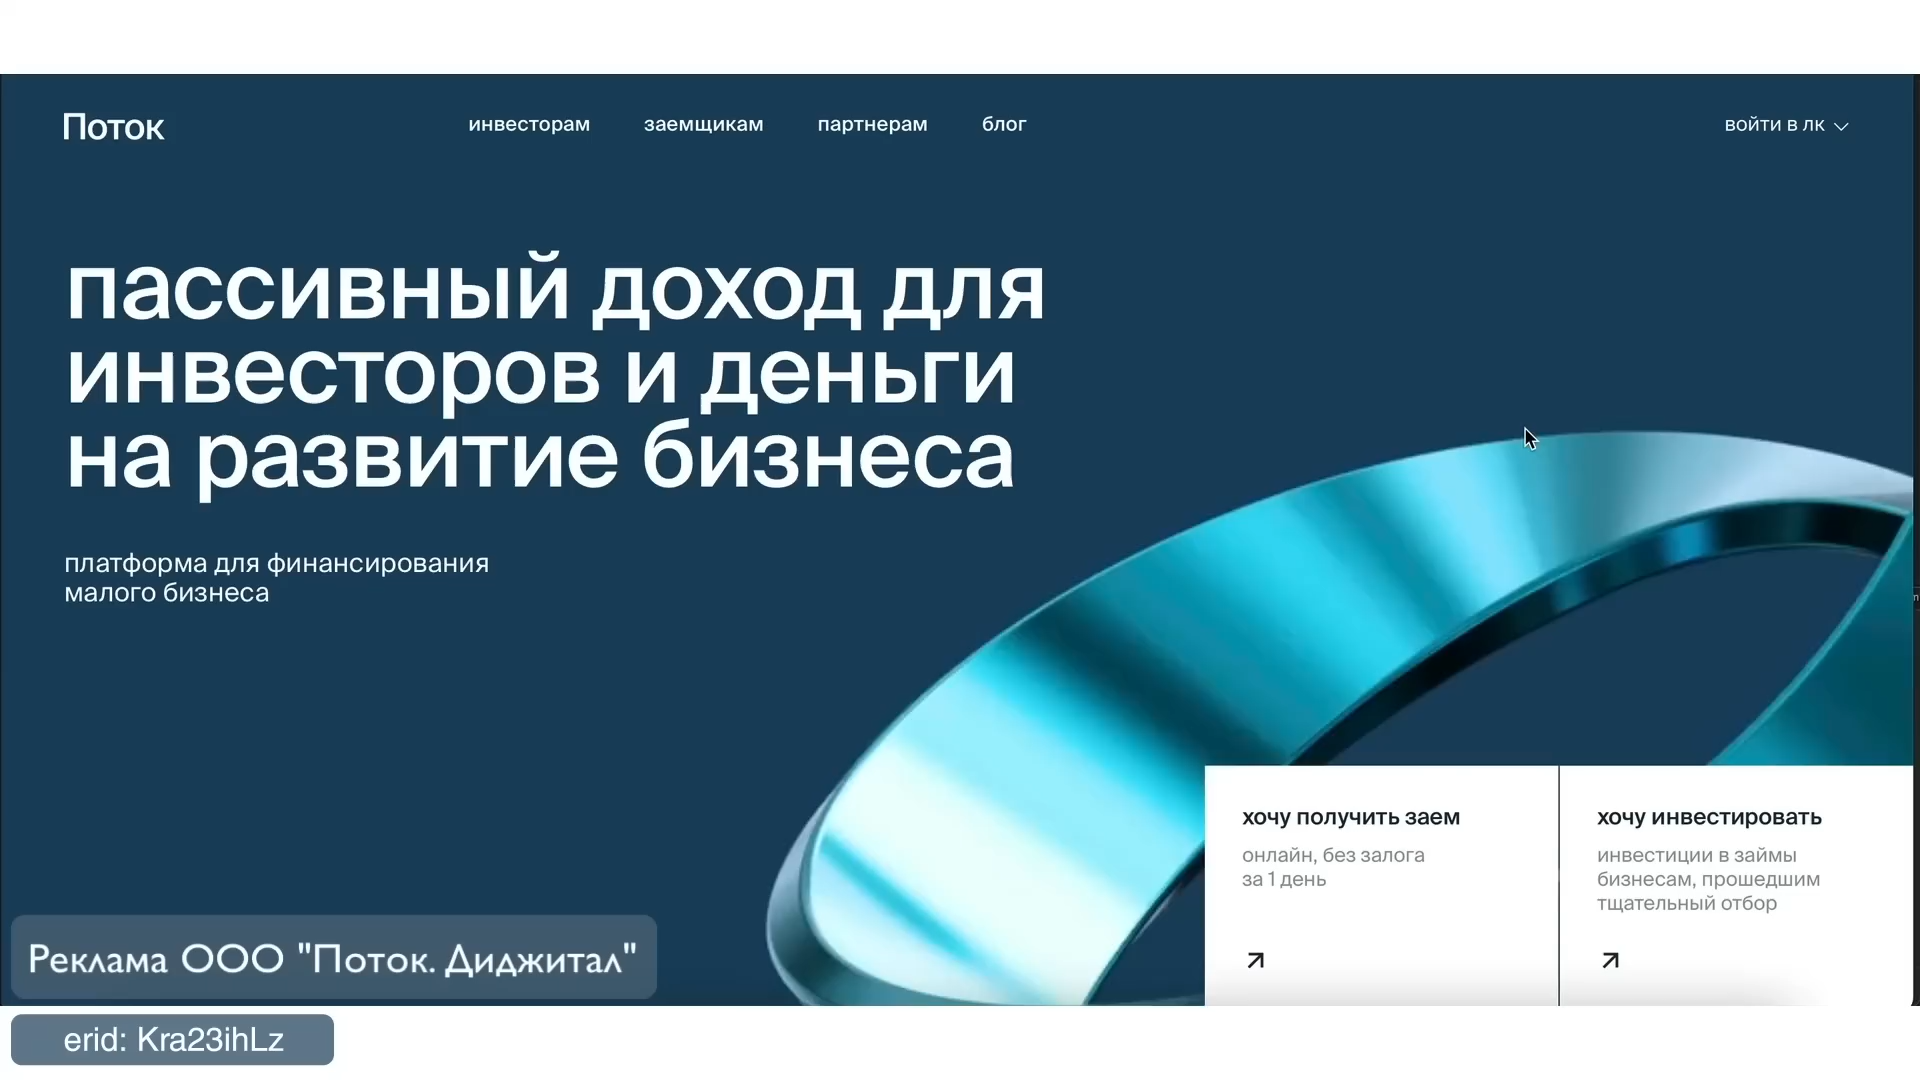 Поток
инвесторам
заемщикам
партнерам
блог
войти в лк
пассивный доход для
инвесторов и деньги
на развитие бизнеса
платформа для финансирования
малого бизнеса
хочу получить заем
онлайн, без залога
за 1 день
хочу инвестировать
инвестиции в займы
бизнесам, прошедшим
тщательный отбор
Реклама ООО "Поток. Диджитал"
erid: Kra23ihLz